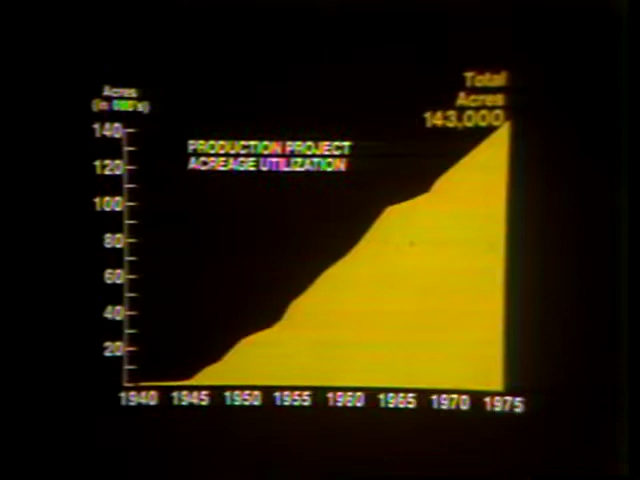 Total
Acres
143,000
Acres
(In 000's)
PRODUCTION PROJECT
ACREAGE UTILIZATION
140
120
100
80
60
40
20
1940 1945 1950 1955 1960 1965 1970 1975